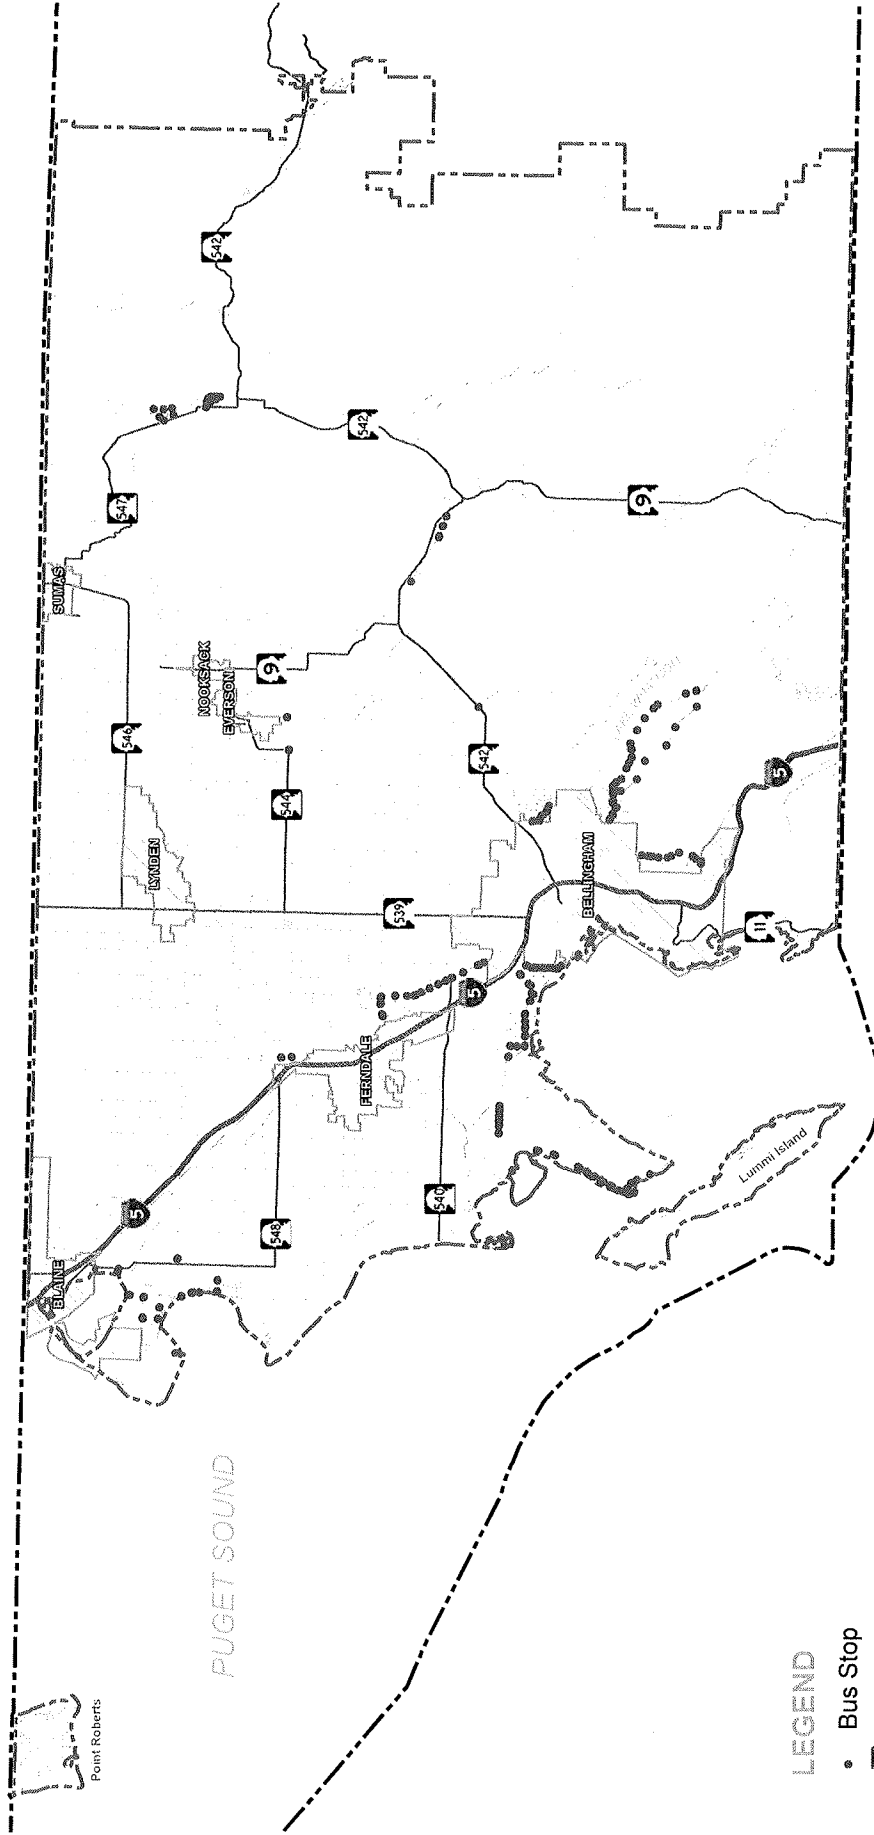 BLAINE
SUMAS
Point Roberts
547
546
5
LYNDEN
NOOKSACK
542
PUGET SOUND
EVERSON
9
548
544
542
FERNDALE
539
540
5
542
BELLINGHAM
9
11
5
Lummi Island
LEGEND
Bus Stop